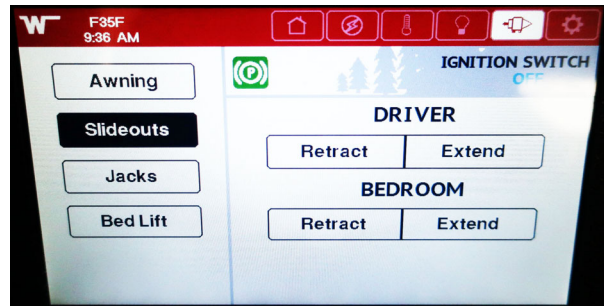 W F35F
9:36 AM
Awning
Slideouts
Jacks
Bed Lift
P
IGNITION SWITCH
OFF
DRIVER
Retract Extend
BEDROOM
Retract Extend